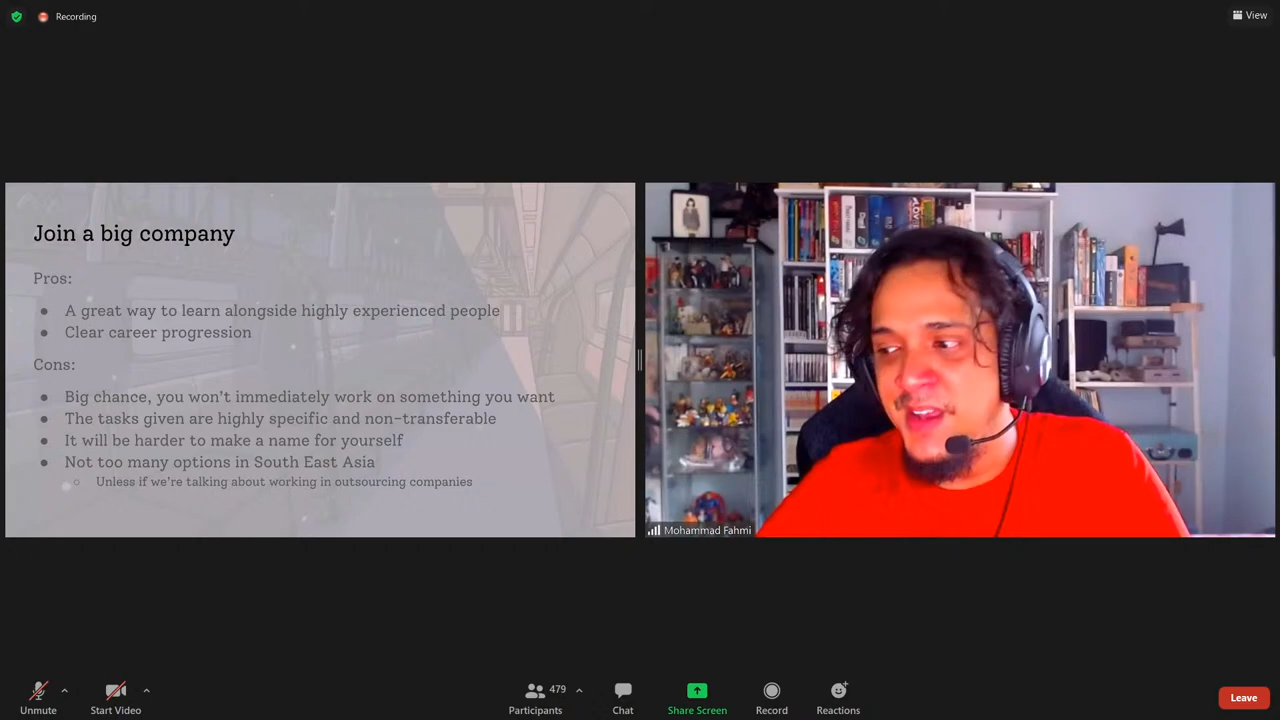 Recording
View
Join a big company
Pros:
● A great way to learn alongside highly experienced people
● Clear career progression
Cons:
● Big chance, you won't immediately work on something you want
● The tasks given are highly specific and non-transferable
● It will be harder to make a name for yourself
● Not too many options in South East Asia
○ Unless if we're talking about working in outsourcing companies
Mohammad Fahmi
Unmute
Start Video
479
Participants
Chat
Share Screen
Record
Reactions
Leave